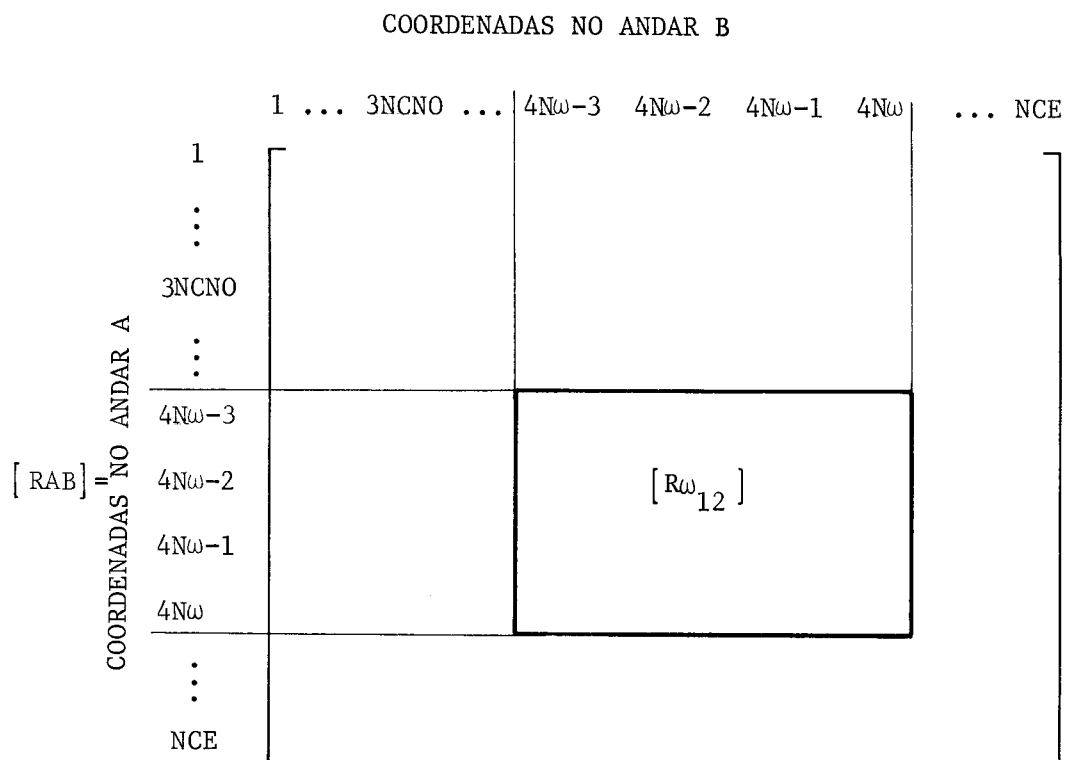 COORDENADAS NO ANDAR B
1 ... 3NCNO ... 4Nω-3 4Nω-2 4Nω-1 4Nω ... NCE
1
⋮
3NCNO
⋮
4Nω-3
[RAB]= COORDENADAS NO ANDAR A 4Nω-2 [Rω12]
4Nω-1
4Nω
⋮
NCE